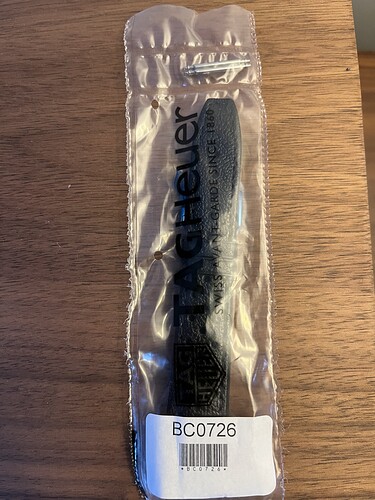 TAGHeuer
SWISS AVANT-GARDE SINCE 1860
TAG
HEUER
BC0726
*BC0726*